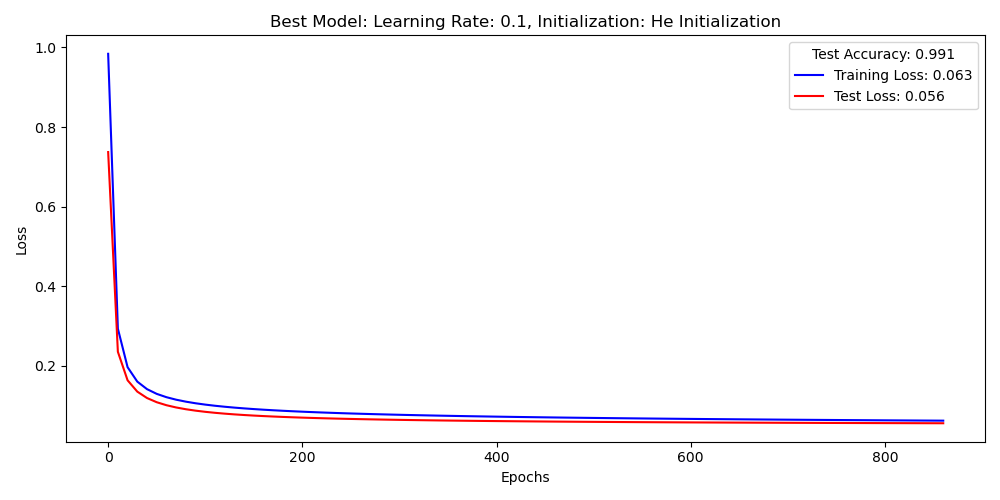 Best Model: Learning Rate: 0.1, Initialization: He Initialization
Test Accuracy: 0.991
Training Loss: 0.063
Test Loss: 0.056
1.0
0.8
0.6
0.4
0.2
Loss
0
200
400
600
800
Epochs